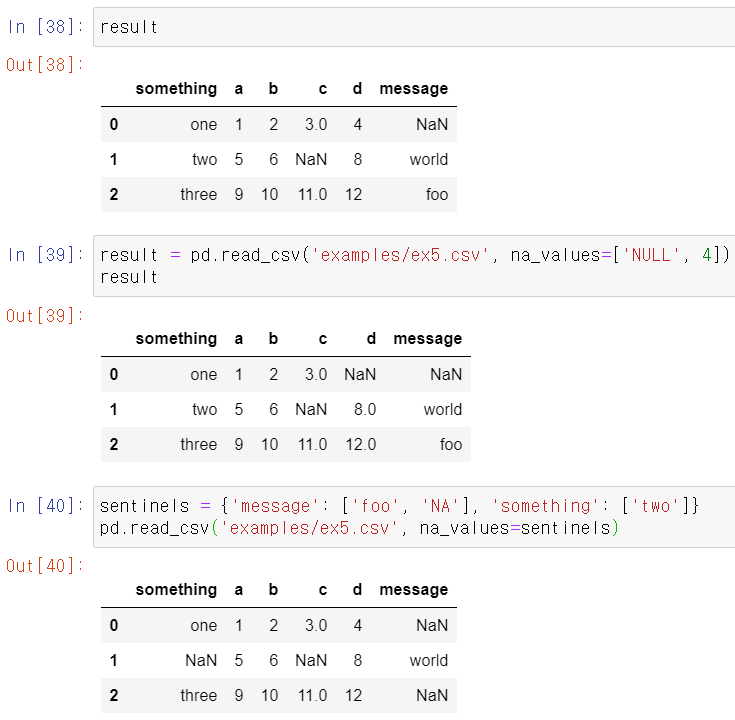 In [38]: result
Out[38]:
something a b c d message
0 one 1 2 3.0 4 NaN
1 two 5 6 NaN 8 world
2 three 9 10 11.0 12 foo
In [39]: result = pd.read_csv('examples/ex5.csv', na_values=['NULL', 4])
result
Out[39]:
something a b c d message
0 one 1 2 3.0 NaN NaN
1 two 5 6 NaN 8.0 world
2 three 9 10 11.0 12.0 foo
In [40]: sentinels = {'message': ['foo', 'NA'], 'something': ['two']}
pd.read_csv('examples/ex5.csv', na_values=sentinels)
Out[40]:
something a b c d message
0 one 1 2 3.0 4 NaN
1 NaN 5 6 NaN 8 world
2 three 9 10 11.0 12 NaN